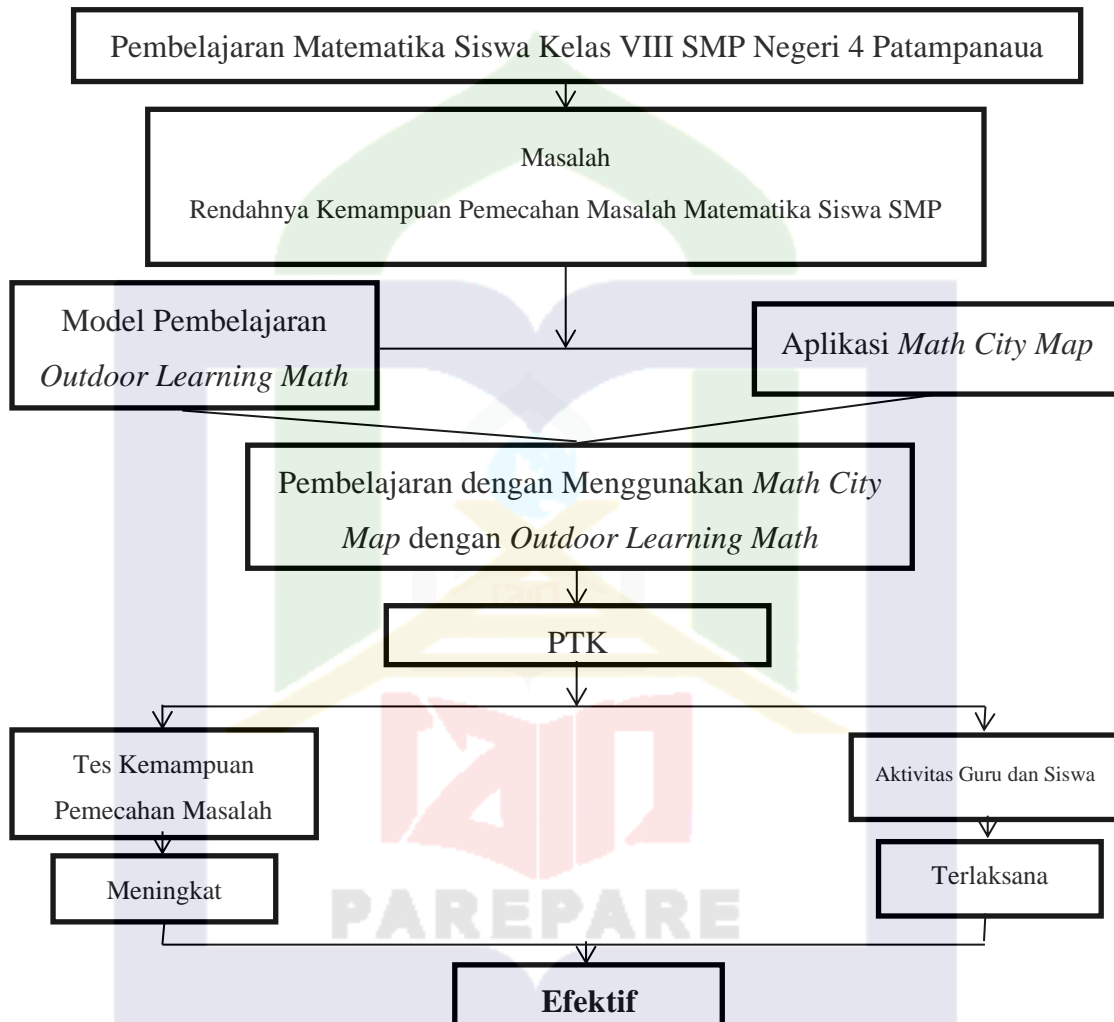 Pembelajaran Matematika Siswa Kelas VIII SMP Negeri 4 Patampanaua
Masalah
Rendahnya Kemampuan Pemecahan Masalah Matematika Siswa SMP
Model Pembelajaran
Outdoor Learning Math
Aplikasi Math City Map
Pembelajaran dengan Menggunakan Math City
Map dengan Outdoor Learning Math
PTK
Tes Kemampuan
Pemecahan Masalah
Aktivitas Guru dan Siswa
Meningkat
Terlaksana
PAREPARE
Efektif